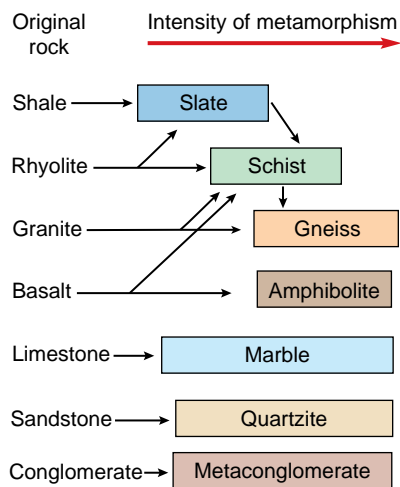 Original
rock
Intensity of metamorphism
Shale
Slate
Rhyolite
Schist
Granite
Gneiss
Basalt
Amphibolite
Limestone
Marble
Sandstone
Quartzite
Conglomerate
Metaconglomerate